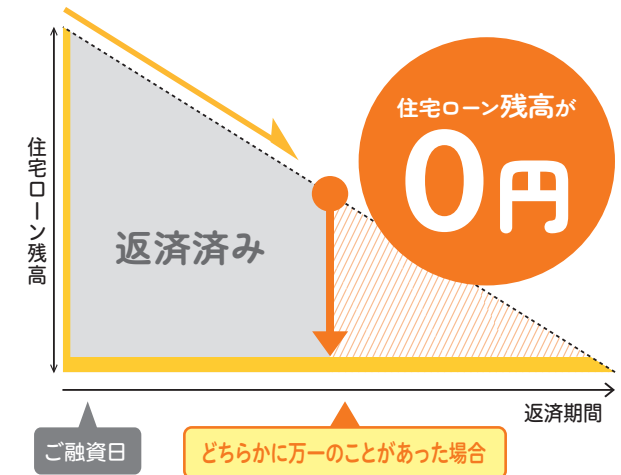 住宅ローン残高が
0円
住宅ローン残高
返済済み
返済期間
ご融資日
どちらかに万一のことがあった場合